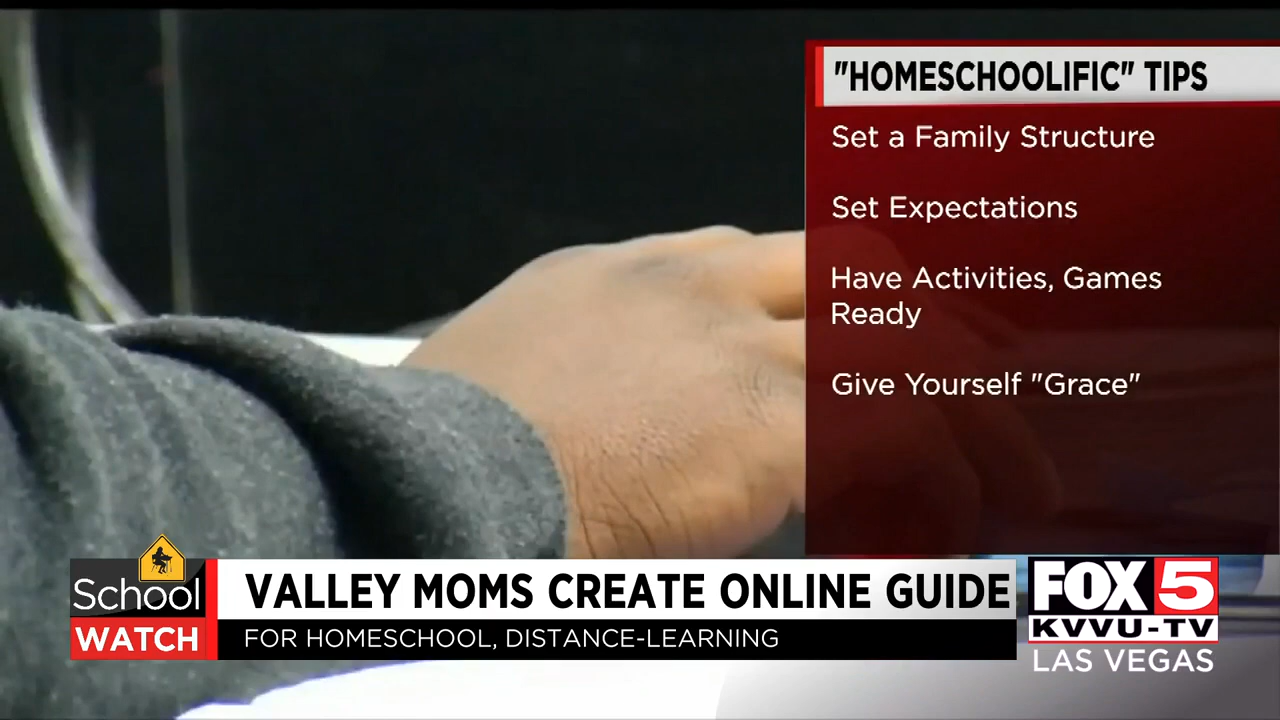 "HOMESCHOOLIFIC" TIPS
Set a Family Structure
Set Expectations
Have Activities, Games
Ready
Give Yourself "Grace"
School
WATCH
VALLEY MOMS CREATE ONLINE GUIDE
FOR HOMESCHOOL, DISTANCE-LEARNING
FOX 5
KVVU-TV
LAS VEGAS